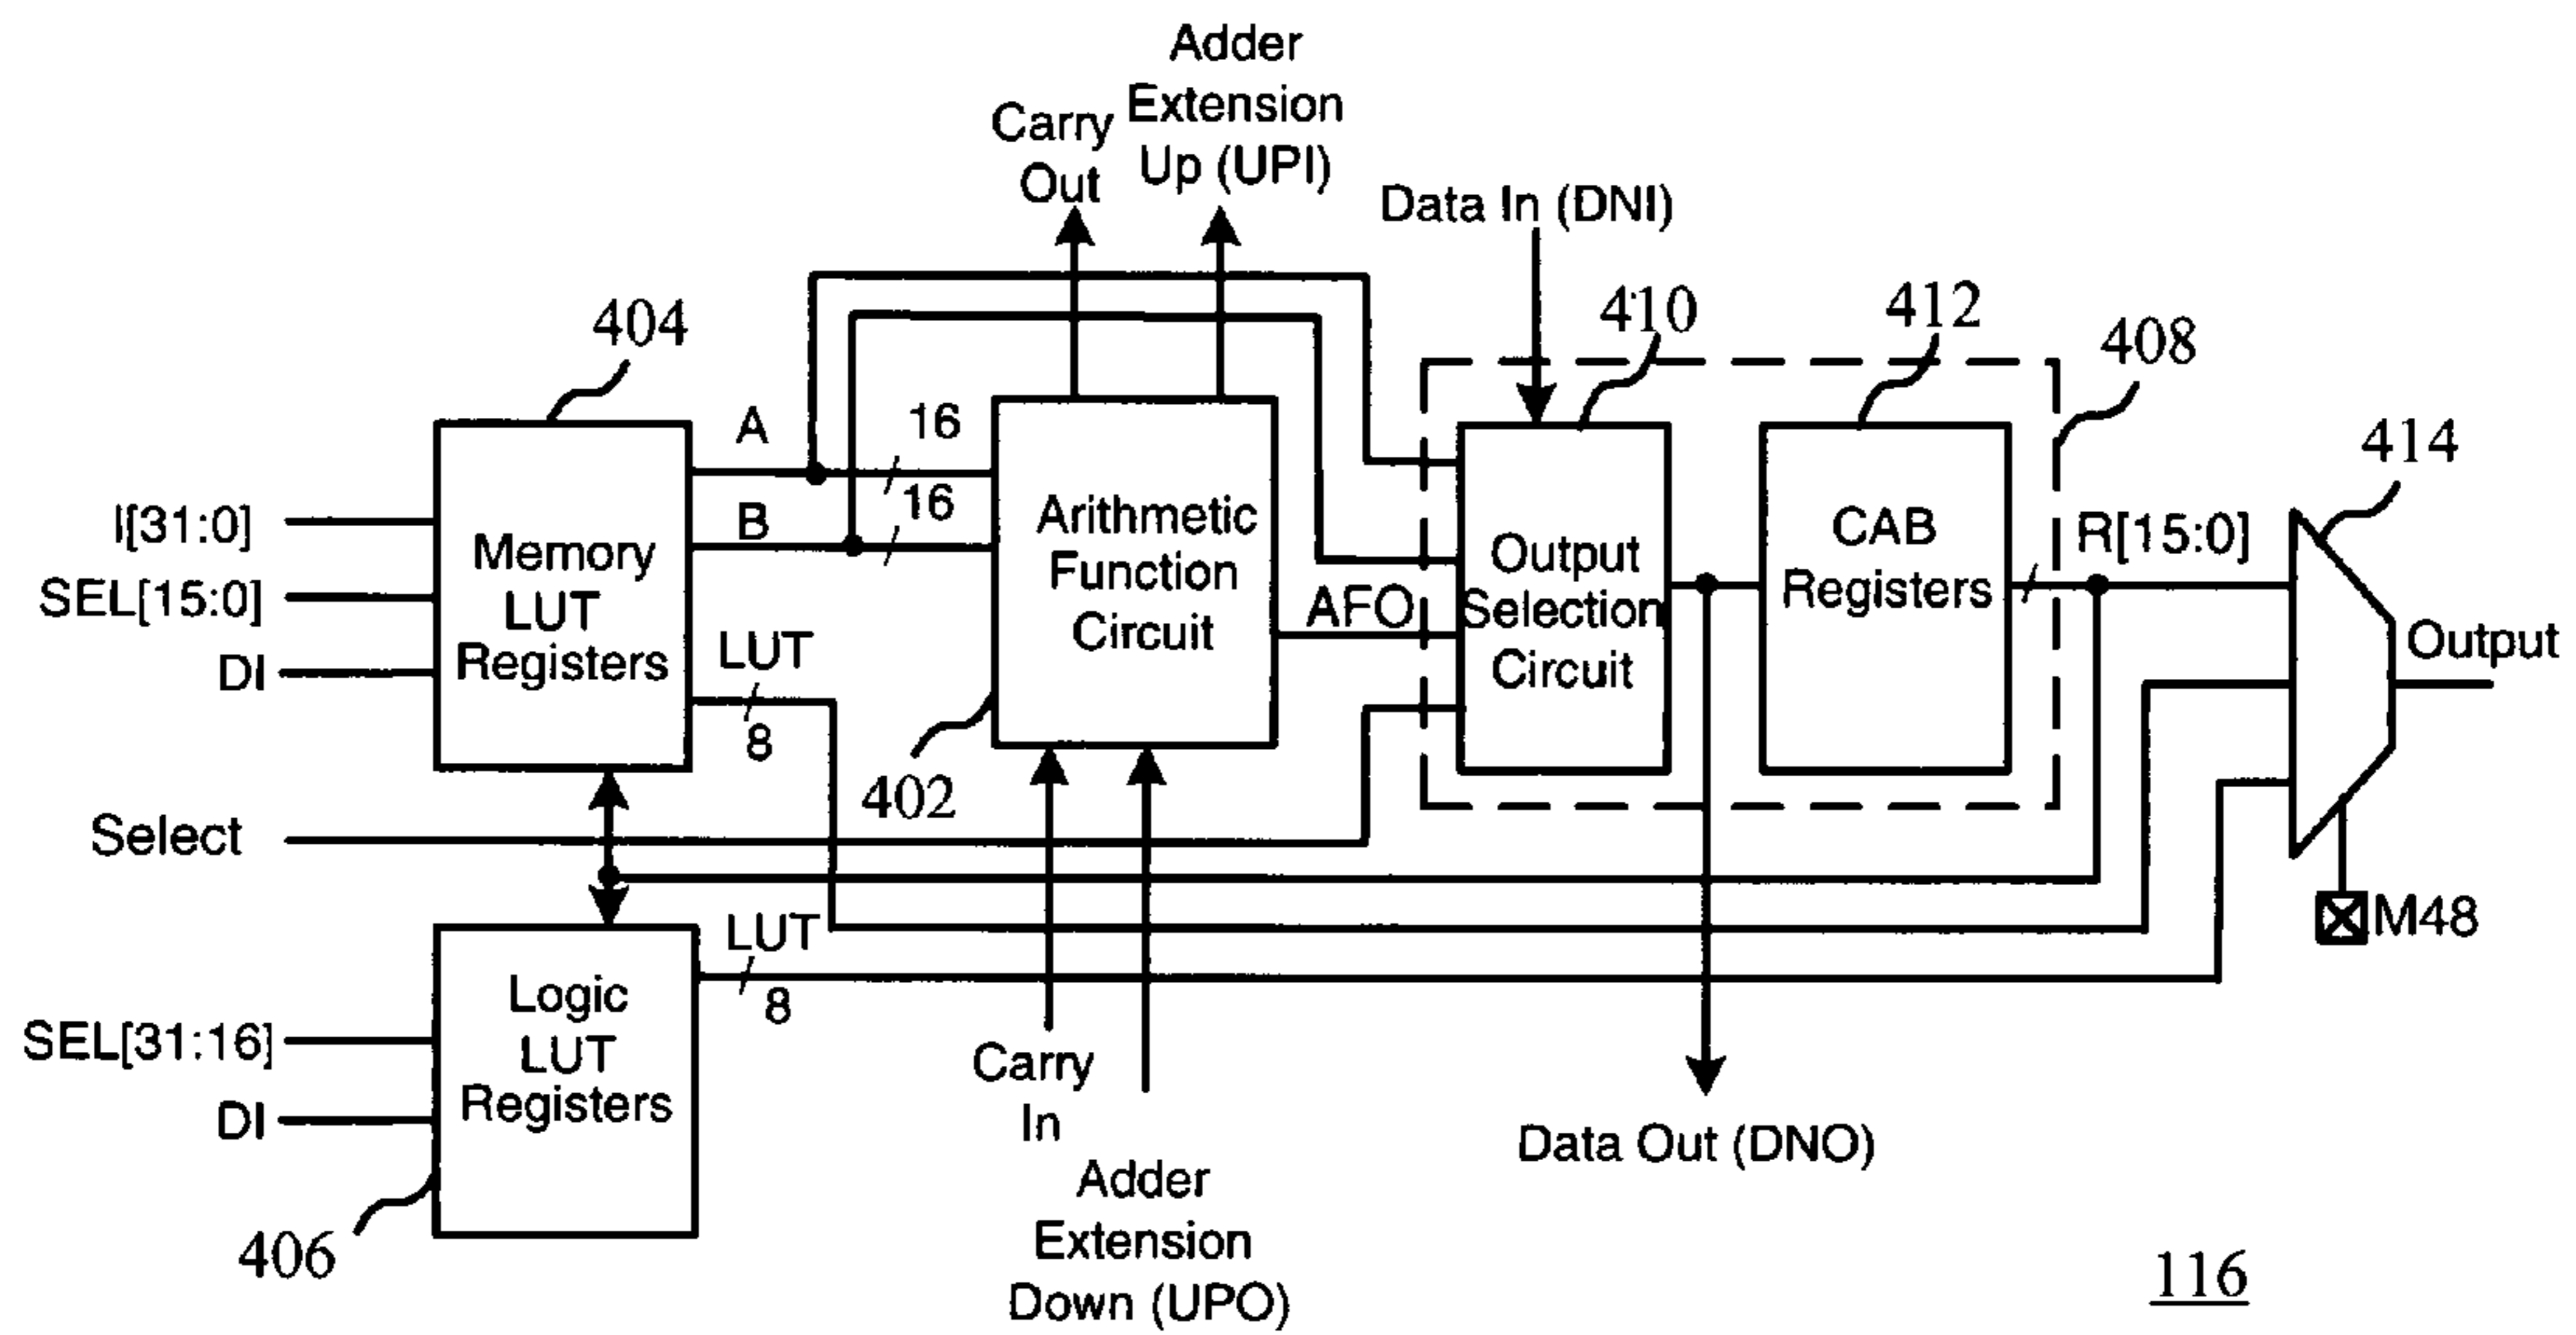 Adder
Extension
Up (UPI)
Carry
Out
Data In (DNI)
404
410
412
408
414
A
16
B
16
I[31:0]
SEL[15:0]
DI
Memory
LUT
Registers
Arithmetic
Function
Circuit
AFO
Output
Selection
Circuit
CAB
Registers
R[15:0]
Output
LUT
8
402
Select
M48
LUT
8
SEL[31:16]
DI
Logic
LUT
Registers
406
Carry
In
Adder
Extension
Down (UPO)
Data Out (DNO)
116